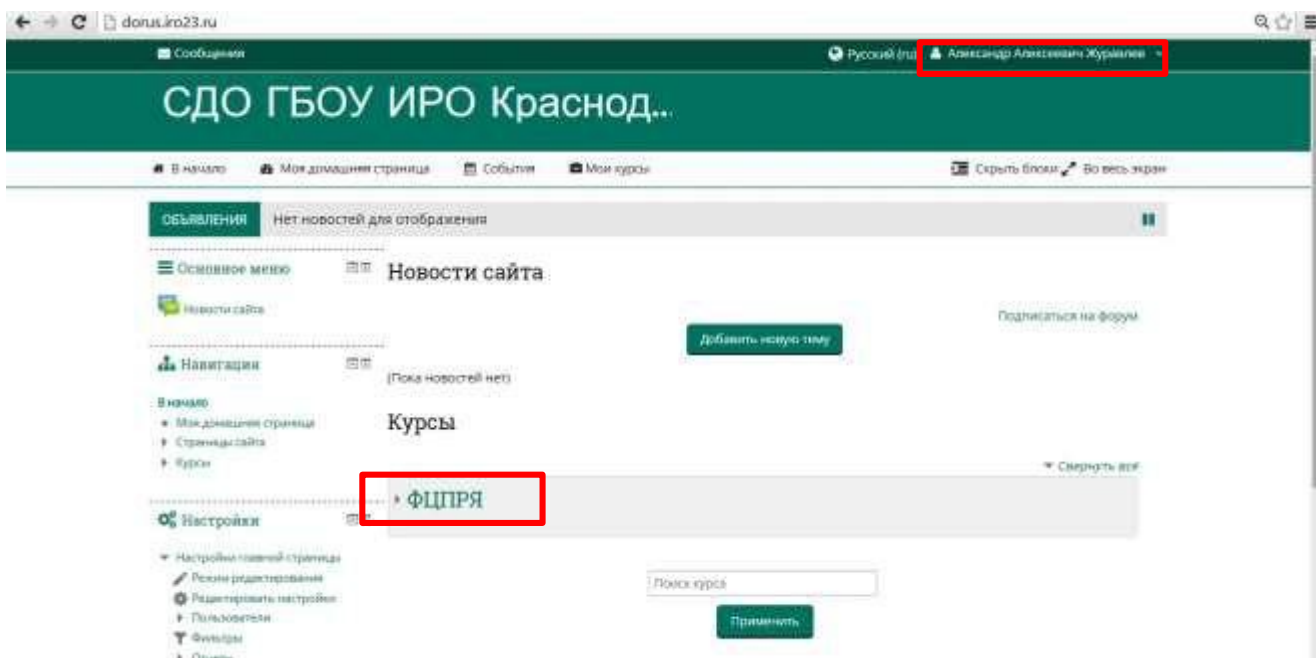 dorus.iro23.ru
Сообщения Русский (ru) Александр Алексеевич Журавлев
СДО ГБОУ ИРО Краснод...
В начало Моя домашняя страница События Мои курсы Скрыть блоки Во весь экран
ОБЪЯВЛЕНИЯ Нет новостей для отображения
Основное меню
Новости сайта
Навигация
В начало
Моя домашняя страница
Страницы сайта
Курсы
Настройки
Настройки главной страницы
Режим редактирования
Редактировать настройки
Пользователи
Фильтры
Отчеты
Новости сайта
Подписаться на форум
Добавить новую тему
(Пока новостей нет)
Курсы
Свернуть всё
ФЦПРЯ
Поиск курса
Применить